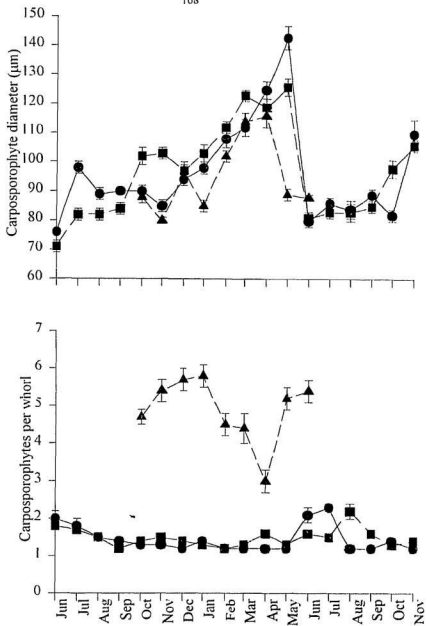 168
150
140
130
120
110
100
90
80
70
60
Carposporophyte diameter (µm)
7
6
5
4
3
2
1
0
Carposporophytes per whorl
Jun
Jul
Aug
Sep
Oct
Nov
Dec
Jan
Feb
Mar
Apr
May
Jun
Jul
Aug
Sep
Oct
Nov